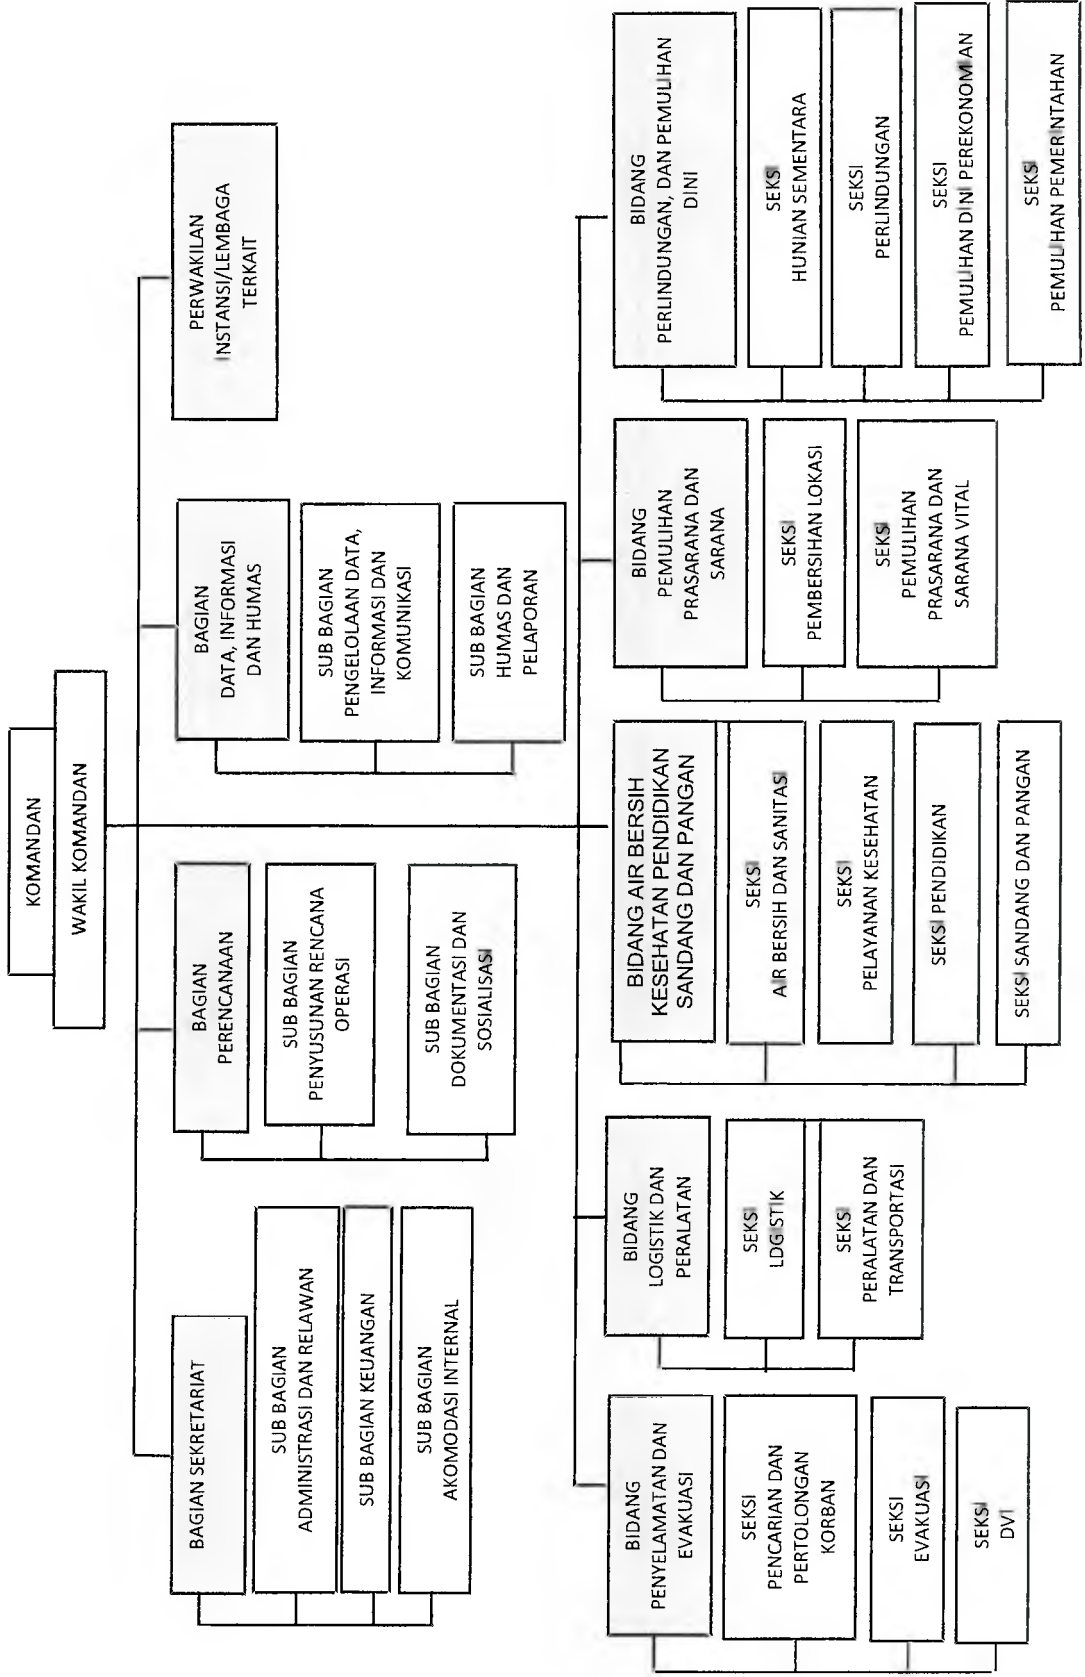 KOMANDAN
WAKIL KOMANDAN
BAGIAN SEKRETARIAT
SUB BAGIAN
ADMINISTRASI DAN RELAWAN
SUB BAGIAN KEUANGAN
SUB BAGIAN
AKOMODASI INTERNAL
BAGIAN
PERENCANAAN
SUB BAGIAN
PENYUSUNAN RENCANA
OPERASI
SUB BAGIAN
DOKUMENTASI DAN
SOSIALISASI
BAGIAN
DATA, INFORMASI
DAN HUMAS
SUB BAGIAN
PENGELOLAAN DATA,
INFORMASI DAN
KOMUNIKASI
SUB BAGIAN
HUMAS DAN
PELAPORAN
PERWAKILAN
INSTANSI/LEMBAGA
TERKAIT
BIDANG
PENYELAMATAN DAN
EVAKUASI
SEKSI
PENCARIAN DAN
PERTOLONGAN
KORBAN
SEKSI
EVAKUASI
SEKSI
DVI
BIDANG
LOGISTIK DAN
PERALATAN
SEKSI
LDGISTIK
SEKSI
PERALATAN DAN
TRANSPORTASI
BIDANG AIR BERSIH
KESEHATAN PENDIDIKAN
SANDANG DAN PANGAN
SEKSI
AIR BERSIH DAN SANITASI
SEKSI
PELAYANAN KESEHATAN
SEKSI PENDIDIKAN
SEKSI SANDANG DAN PANGAN
BIDANG
PEMULIHAN
PRASARANA DAN
SARANA
SEKSI
PEMBERSIHAN LOKASI
SEKSI
PEMULIHAN
PRASARANA DAN
SARANA VITAL
BIDANG
PERLINDUNGAN, DAN PEMULIHAN
DINI
SEKSI
HUNIAN SEMENTARA
SEKSI
PERLINDUNGAN
SEKSI
PEMULIHAN DINI PEREKONOMIAN
SEKSI
PEMULIHAN PEMERINTAHAN